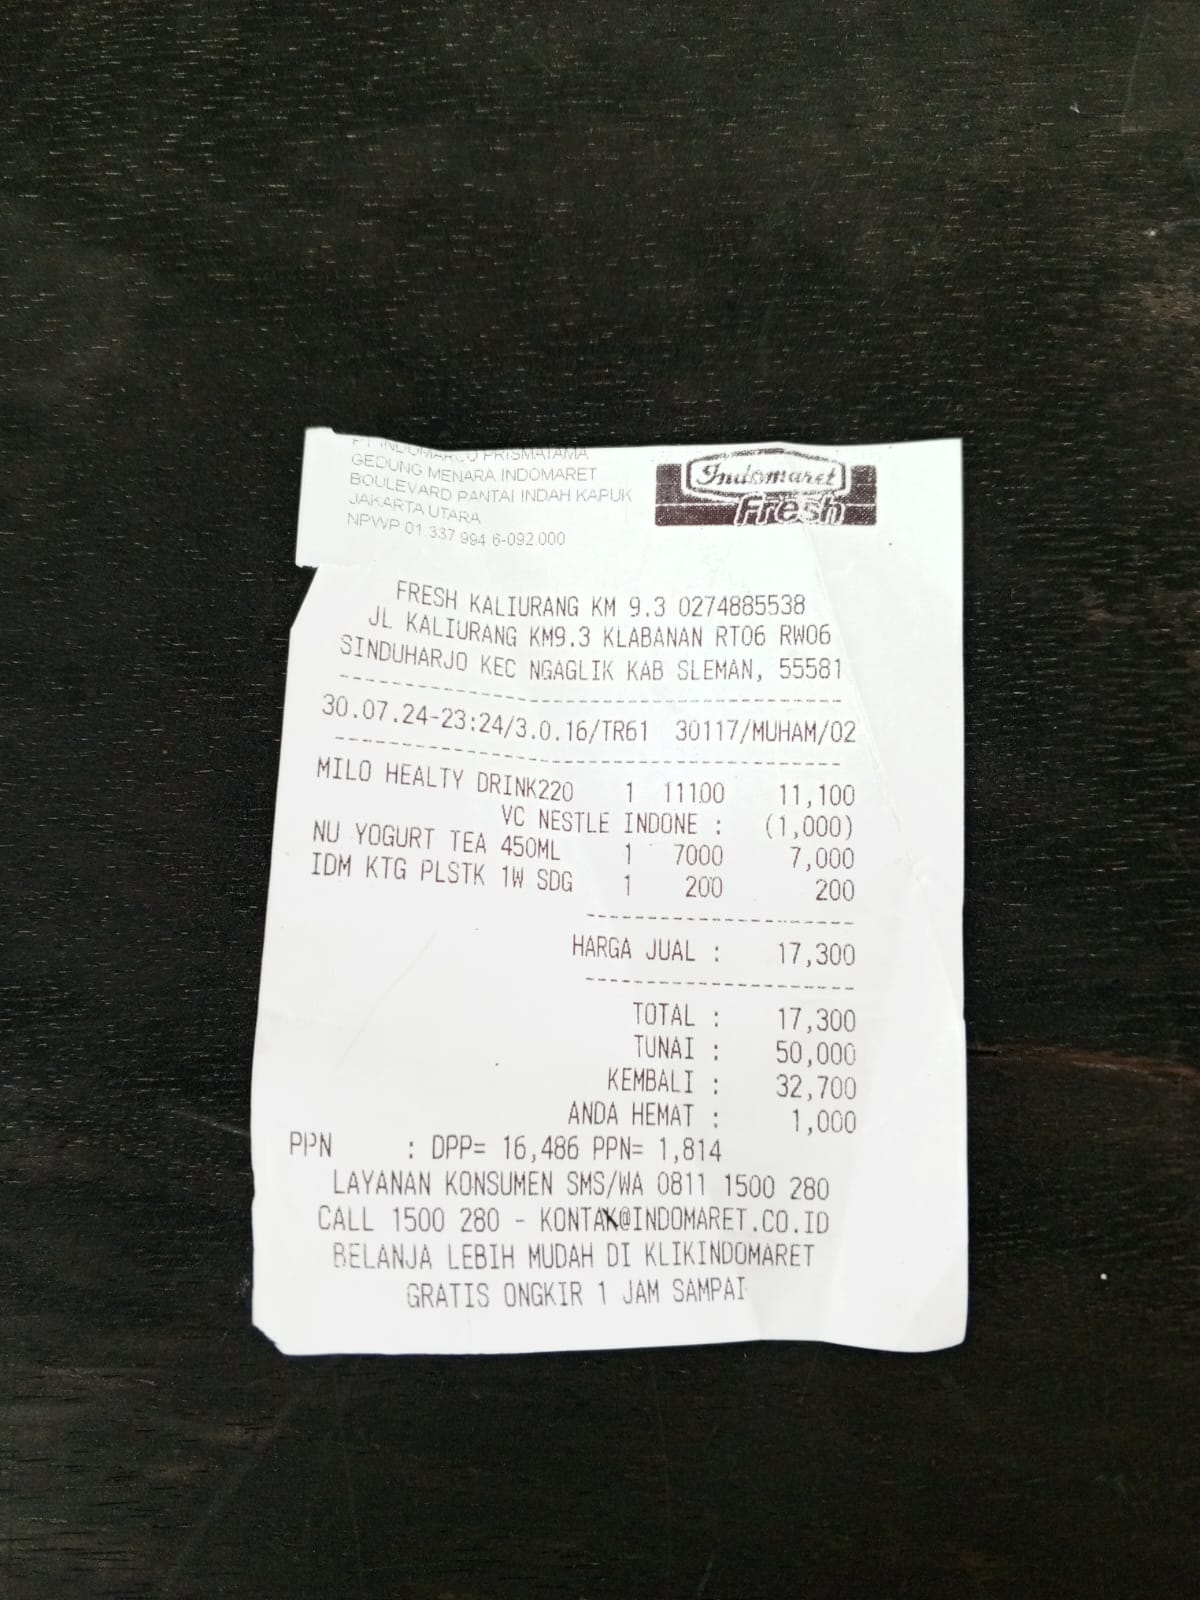 PT INDOMARCO PRISMATAMA
GEDUNG MENARA INDOMARET
BOULEVARD PANTAI INDAH KAPUK
JAKARTA UTARA
NPWP 01 337 994 6-092.000
Indomaret
Fresh
FRESH KALIURANG KM 9.3 0274885538
JL KALIURANG KM9.3 KLABANAN RT06 RW06
SINDUHARJO KEC NGAGLIK KAB SLEMAN, 55581
30.07.24-23:24/3.0.16/TR61 30117/MUHAM/02
MILO HEALTY DRINK220 1 11100 11,100
VC NESTLE INDONE : (1,000)
NU YOGURT TEA 450ML 1 7000 7,000
IDM KTG PLSTK 1W SDG 1 200 200
HARGA JUAL : 17,300
TOTAL : 17,300
TUNAI : 50,000
KEMBALI : 32,700
ANDA HEMAT : 1,000
PPN : DPP= 16,486 PPN= 1,814
LAYANAN KONSUMEN SMS/WA 0811 1500 280
CALL 1500 280 - KONTAK@INDOMARET.CO.ID
BELANJA LEBIH MUDAH DI KLIKINDOMARET
GRATIS ONGKIR 1 JAM SAMPAI